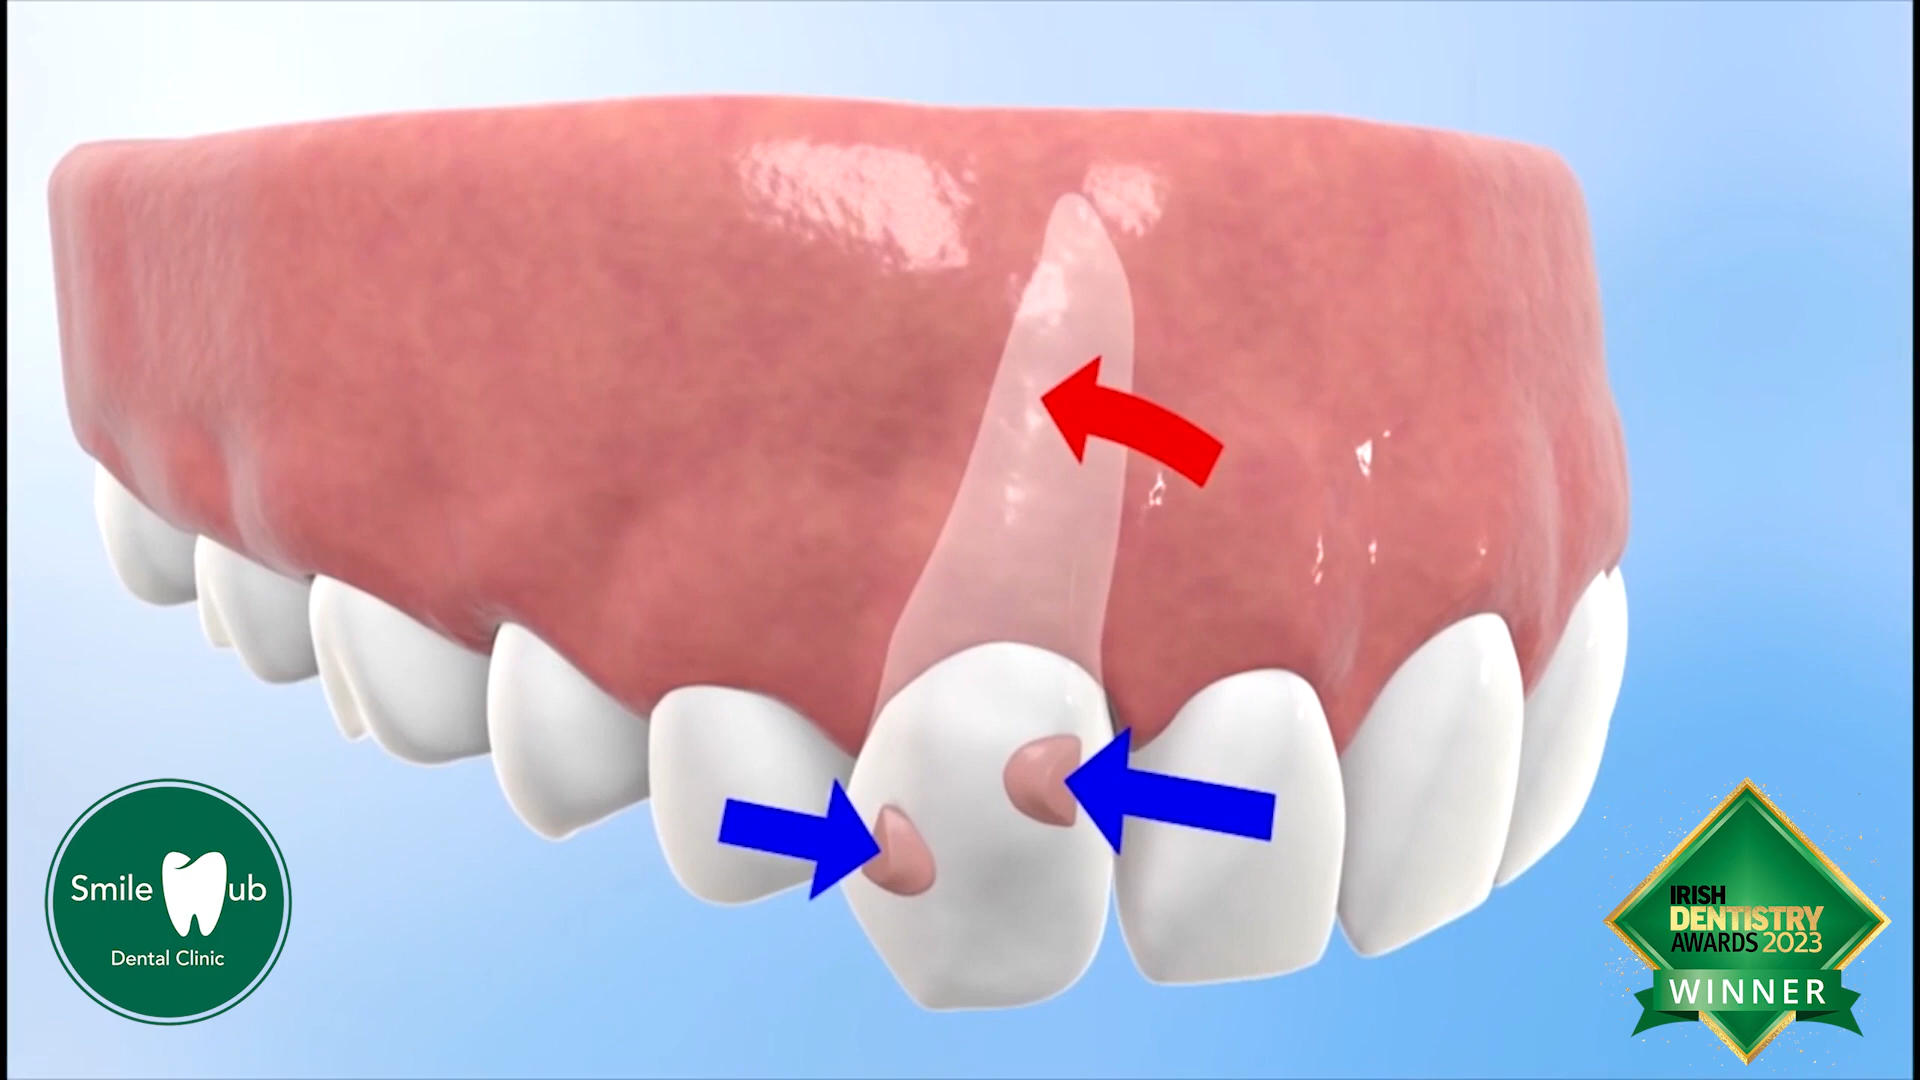 Smile ub
Dental Clinic
IRISH
DENTISTRY
AWARDS 2023
WINNER